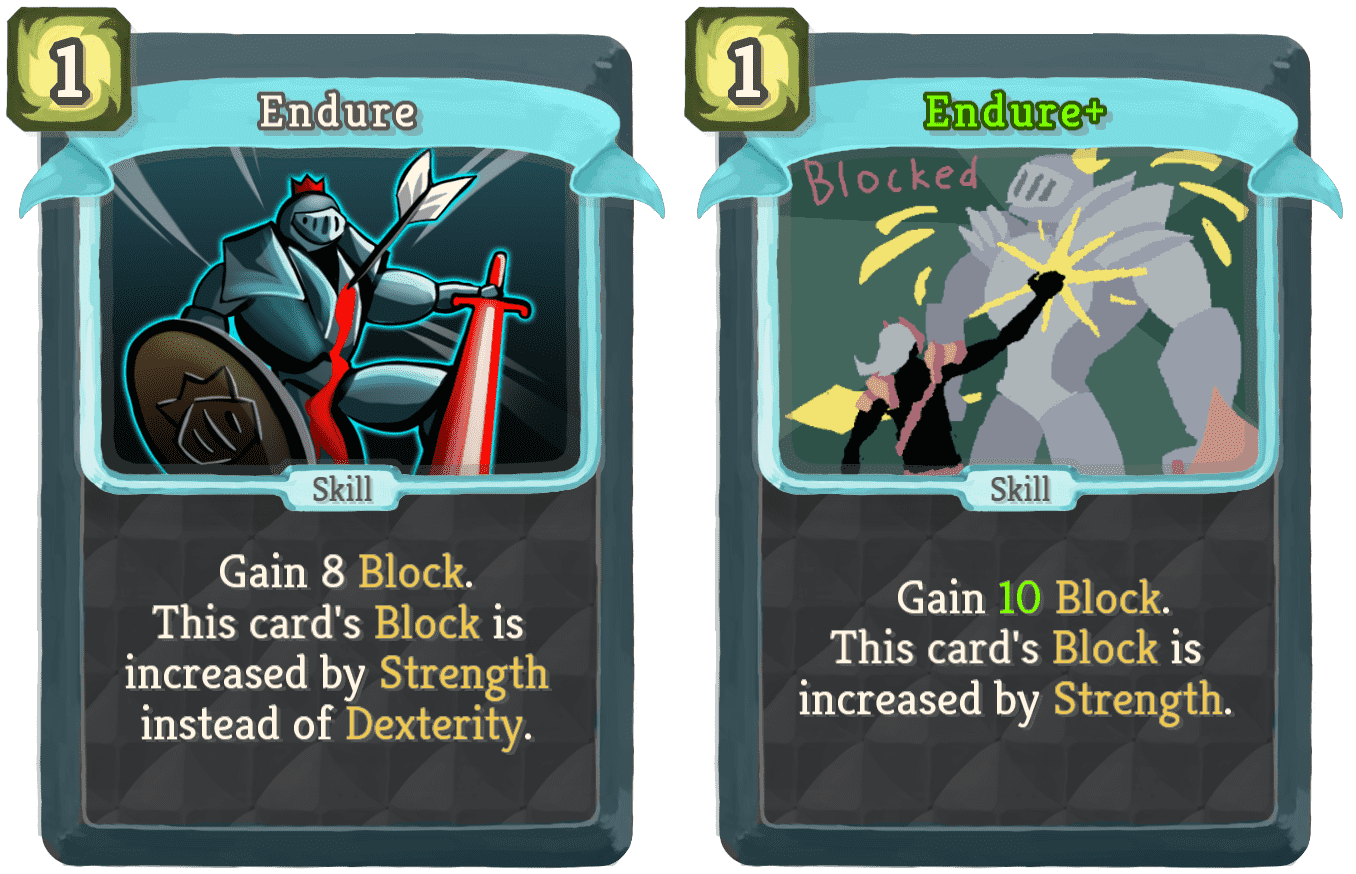 1
Endure
Skill
Gain 8 Block.
This card's Block is
increased by Strength
instead of Dexterity.
1
Endure+
Blocked
Skill
Gain 10 Block.
This card's Block is
increased by Strength.